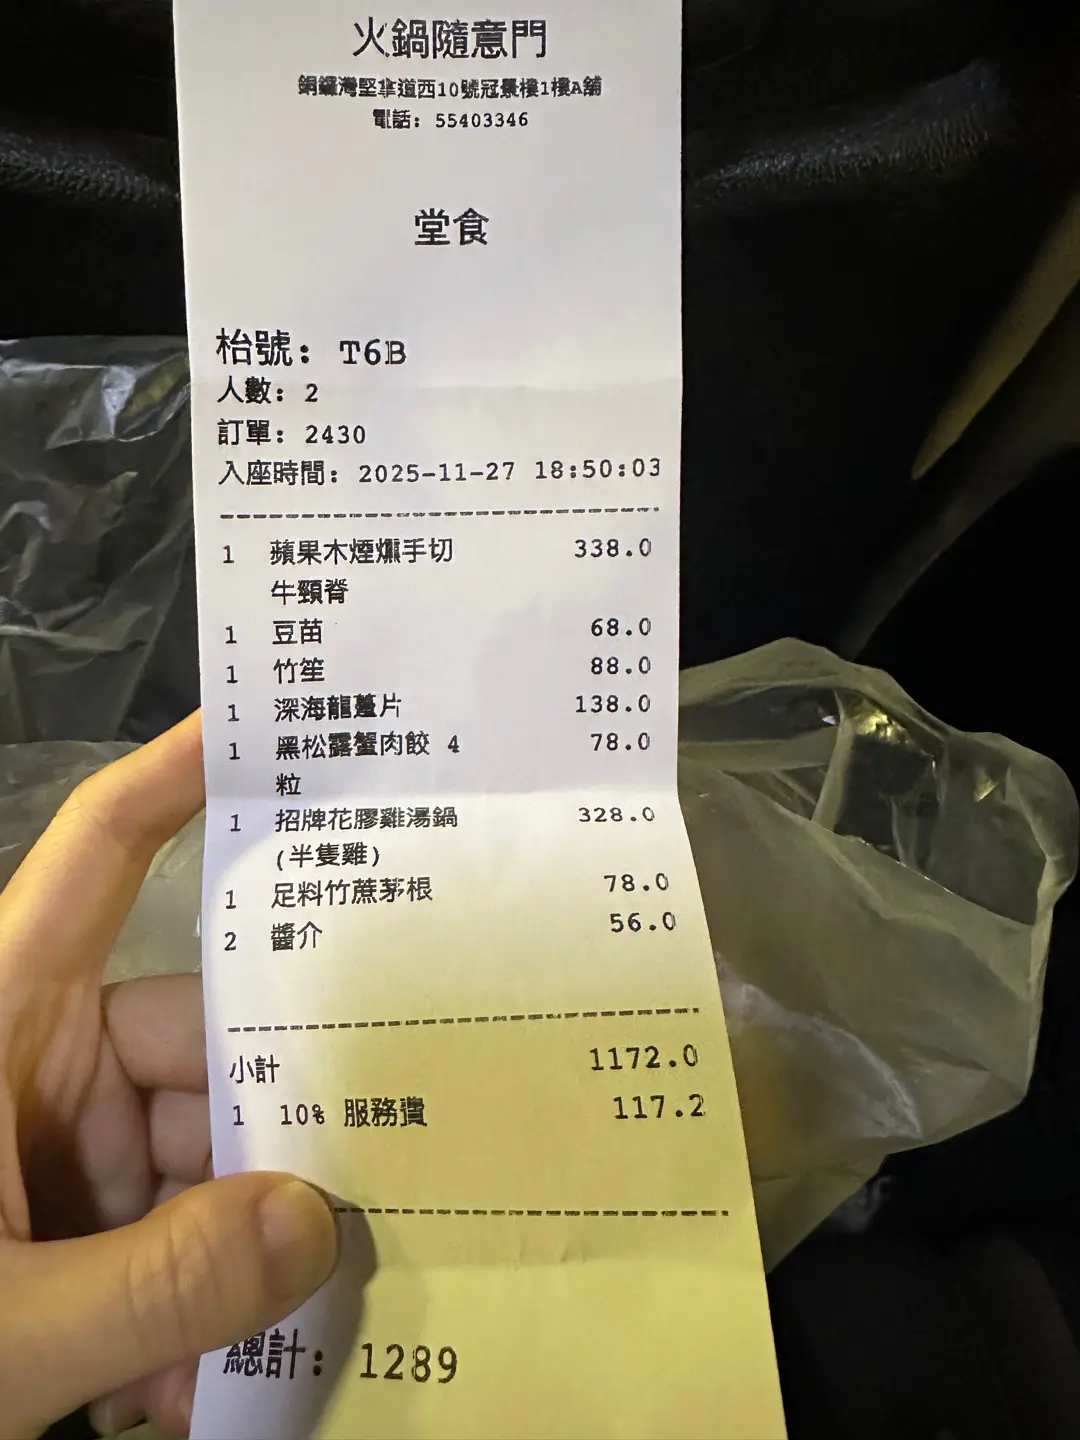 火鍋隨意門
銅鑼灣堅拿道西10號冠景樓1樓A舖
電話: 55403346
堂食
枱號: T6B
人數: 2
訂單: 2430
入座時間: 2025-11-27 18:50:03
1 蘋果木煙燻手切 338.0
牛頸脊
1 豆苗 68.0
1 竹笙 88.0
1 深海龍躉片 138.0
1 黑松露蟹肉餃 4 78.0
粒
1 招牌花膠雞湯鍋 328.0
(半隻雞)
1 足料竹蔗茅根 78.0
2 醬介 56.0
小計 1172.0
1 10% 服務費 117.2
總計: 1289